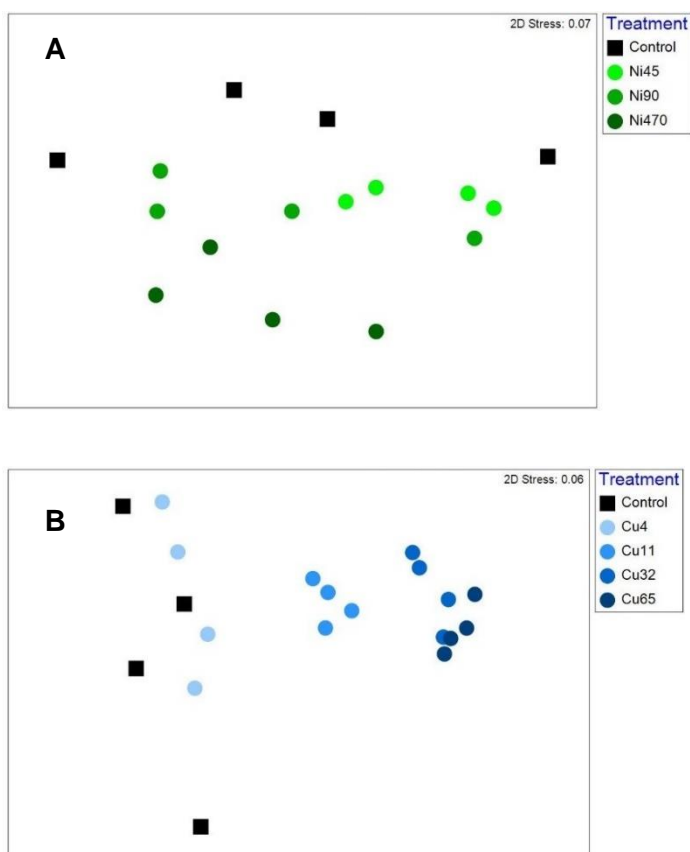 A
2D Stress: 0.07
Treatment
Control
Ni45
Ni90
Ni470
B
2D Stress: 0.06
Treatment
Control
Cu4
Cu11
Cu32
Cu65